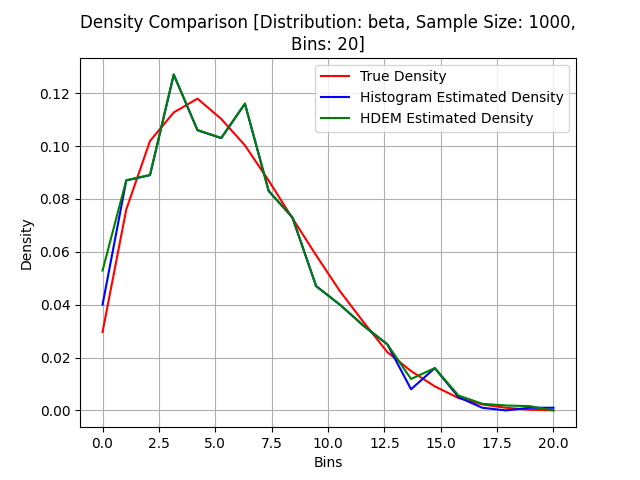 Density Comparison [Distribution: beta, Sample Size: 1000,
Bins: 20]
True Density
Histogram Estimated Density
HDEM Estimated Density
Density
0.12
0.10
0.08
0.06
0.04
0.02
0.00
0.0 2.5 5.0 7.5 10.0 12.5 15.0 17.5 20.0
Bins